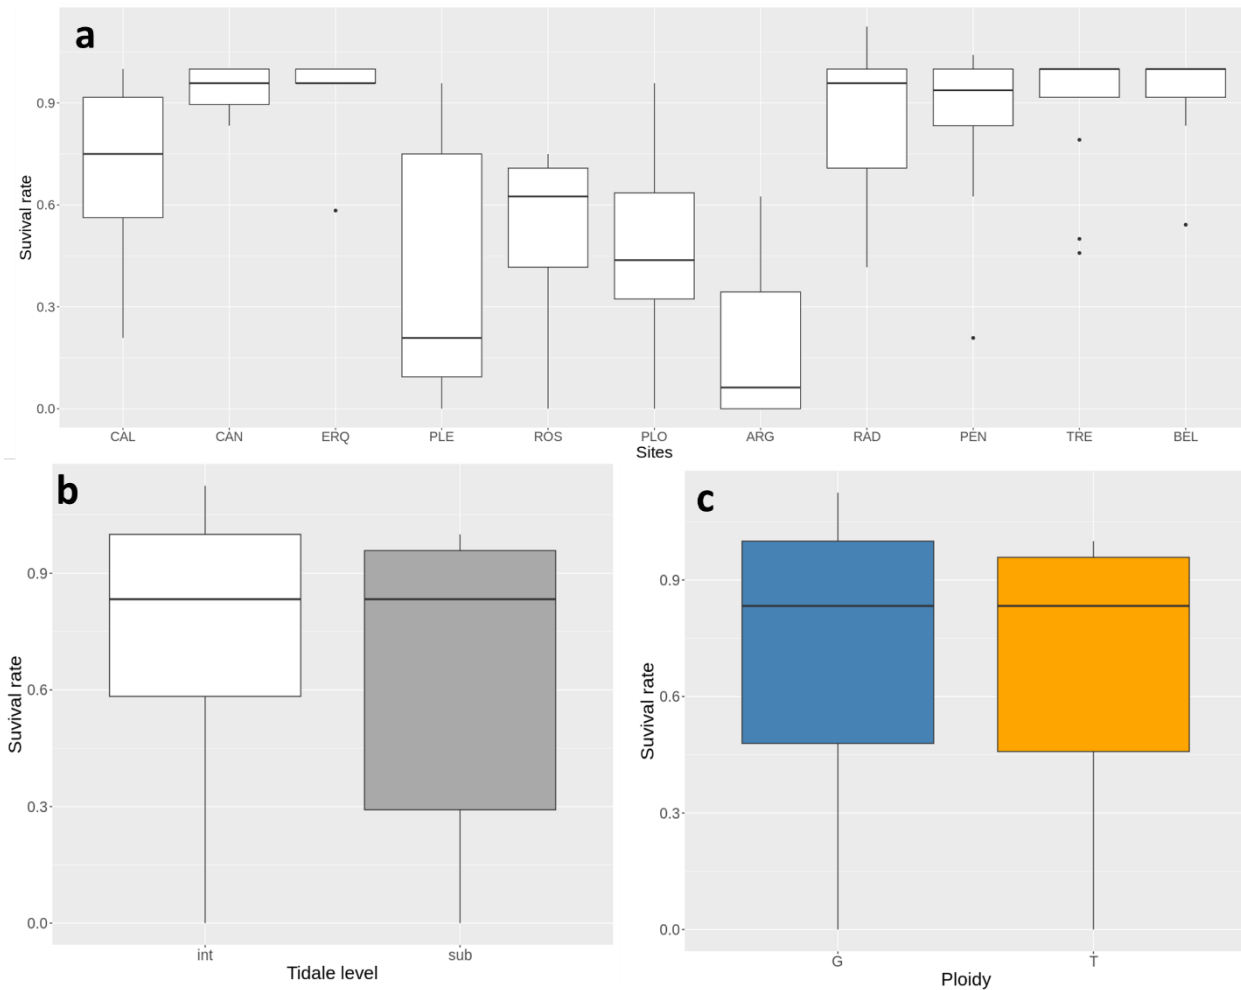 a
Suvival rate
0.9
0.6
0.3
0.0
CAL CAN ERQ PLE ROS PLO ARG RAD PEN TRE BEL
Sites
b
Suvival rate
0.9
0.6
0.3
0.0
int sub
Tidale level
c
Suvival rate
0.9
0.6
0.3
0.0
G T
Ploidy